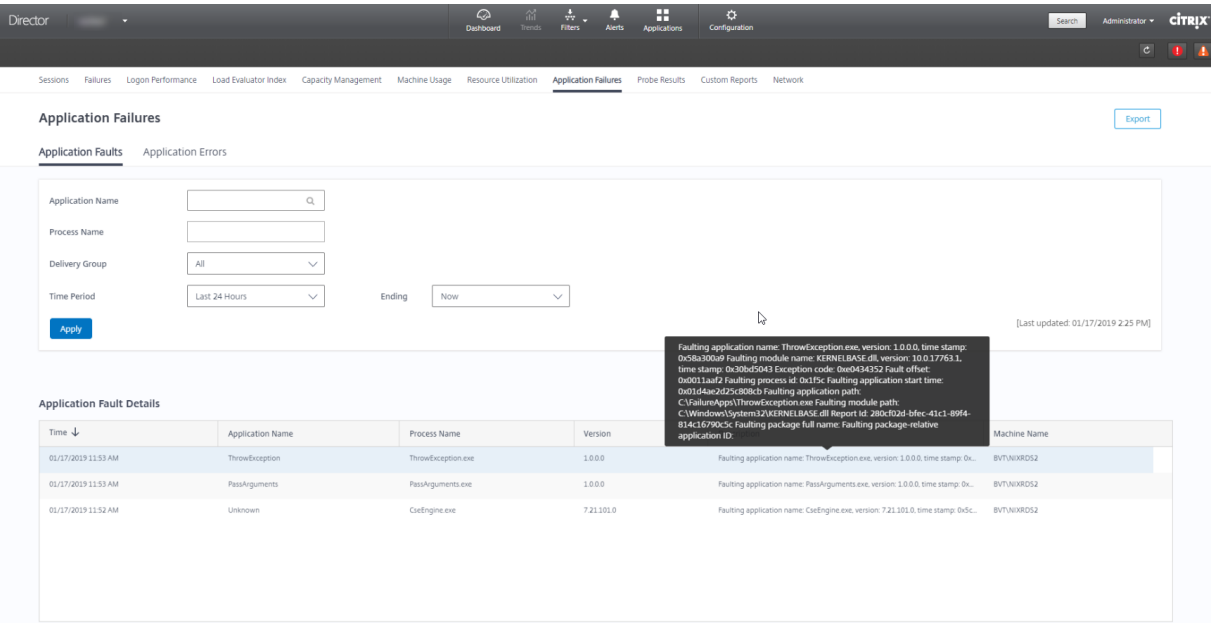 Director
Dashboard Trends Filters Alerts Applications Configuration
Search Administrator CİTRIX
Sessions Failures Logon Performance Load Evaluator Index Capacity Management Machine Usage Resource Utilization Application Failures Probe Results Custom Reports Network
Application Failures
Export
Application Faults Application Errors
Application Name
Process Name
Delivery Group All
Time Period Last 24 Hours Ending Now
Apply
[Last updated: 01/17/2019 2:25 PM]
Faulting application name: ThrowException.exe, version: 1.0.0.0, time stamp:
0x58a300a9 Faulting module name: KERNELBASE.dll, version: 10.0.17763.1,
time stamp: 0x30bd5043 Exception code: 0xe0434352 Fault offset:
0x0011aaf2 Faulting process id: 0x1f5c Faulting application start time:
0x01d4ae2d25c808cb Faulting application path:
C:\FailureApps\ThrowException.exe Faulting module path:
C:\Windows\System32\KERNELBASE.dll Report Id: 280cf02d-bfec-41c1-89f4-
814c16790c5c Faulting package full name: Faulting package-relative
application ID:
Application Fault Details
Time Application Name Process Name Version Machine Name
01/17/2019 11:53 AM ThrowException ThrowException.exe 1.0.0.0 Faulting application name: ThrowException.exe, version: 1.0.0.0, time stamp: 0x... BVT\NIXRDS2
01/17/2019 11:53 AM PassArguments PassArguments.exe 1.0.0.0 Faulting application name: PassArguments.exe, version: 1.0.0.0, time stamp: 0x... BVT\NIXRDS2
01/17/2019 11:52 AM Unknown CseEngine.exe 7.21.101.0 Faulting application name: CseEngine.exe, version: 7.21.101.0, time stamp: 0x5c... BVT\NIXRDS2